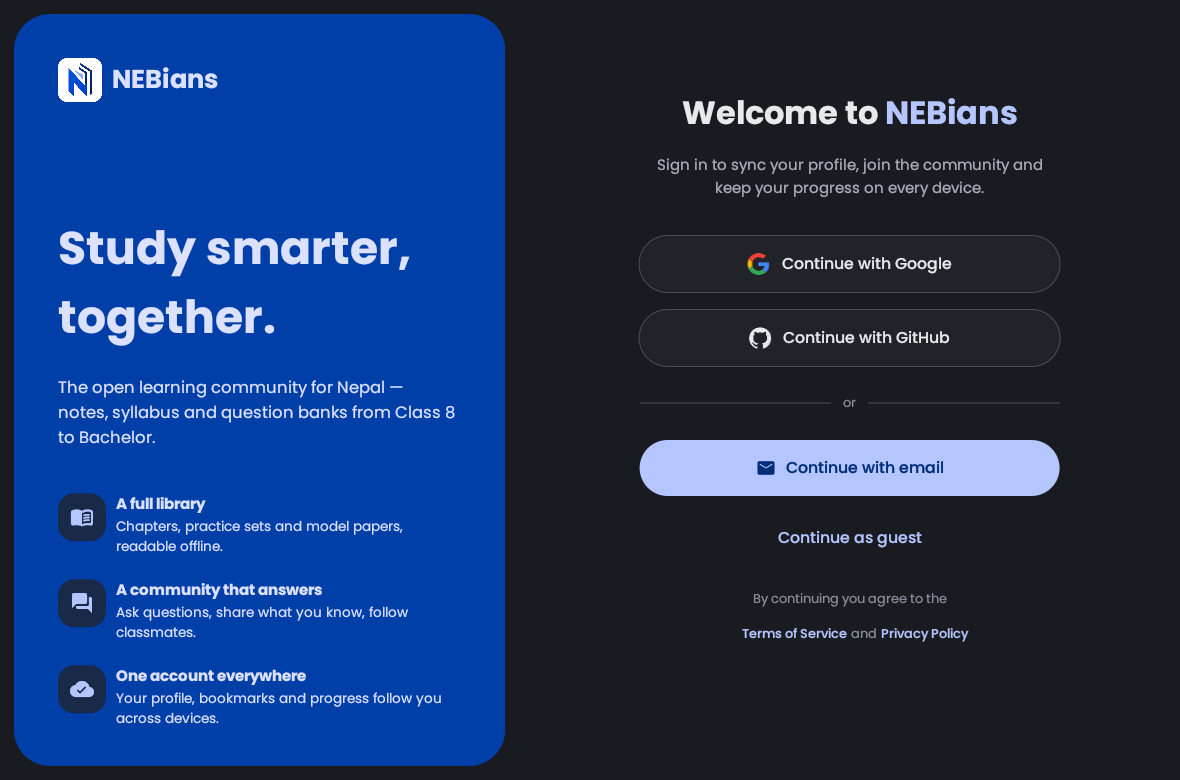 NEBians
Study smarter,
together.
The open learning community for Nepal —
notes, syllabus and question banks from Class 8
to Bachelor.
A full library
Chapters, practice sets and model papers,
readable offline.
A community that answers
Ask questions, share what you know, follow
classmates.
One account everywhere
Your profile, bookmarks and progress follow you
across devices.
Welcome to NEBians
Sign in to sync your profile, join the community and
keep your progress on every device.
Continue with Google
Continue with GitHub
or
Continue with email
Continue as guest
By continuing you agree to the
Terms of Service and Privacy Policy